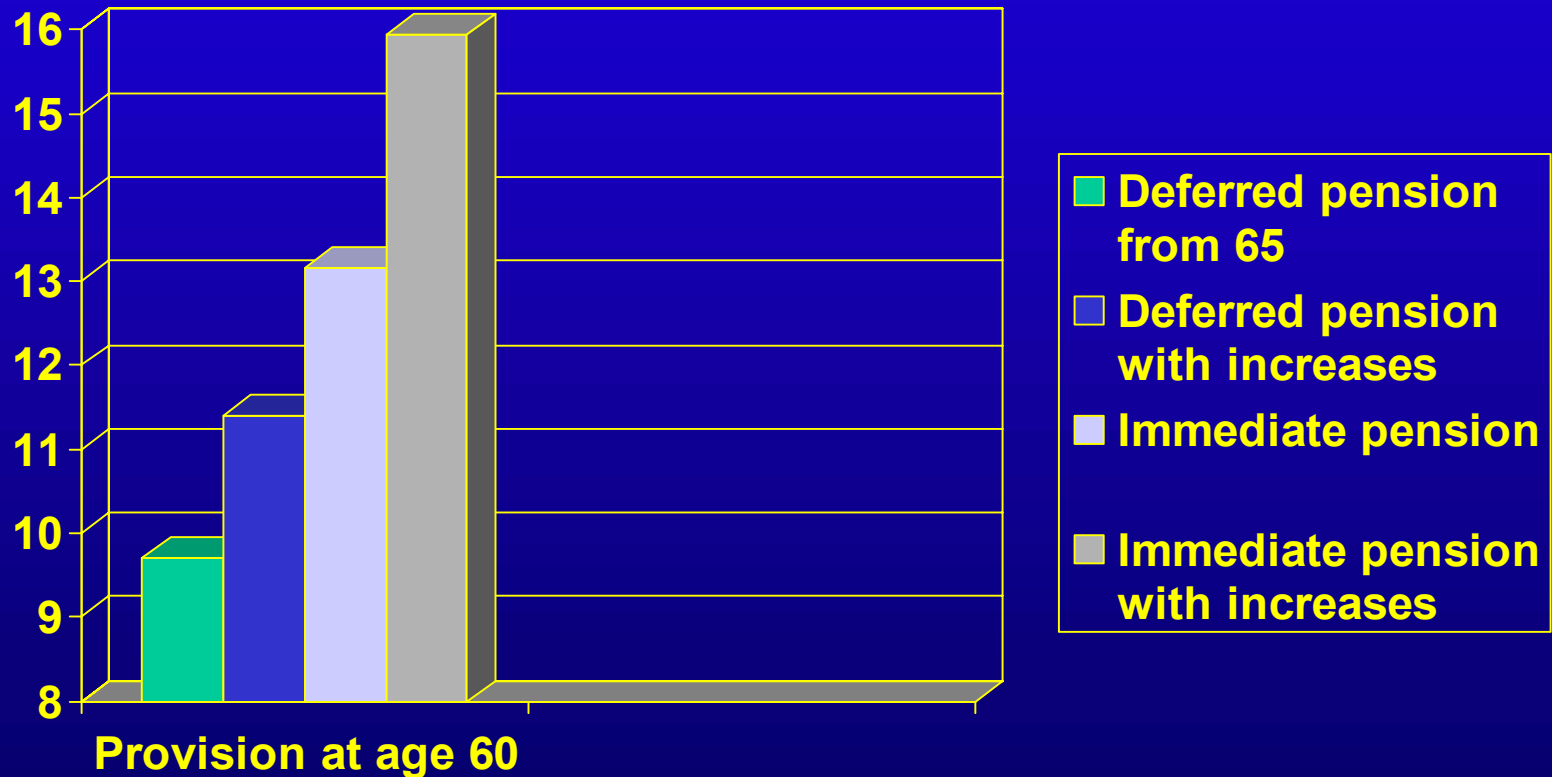 16
15
14
13
12
11
10
9
8
Provision at age 60
Deferred pension
from 65
Deferred pension
with increases
Immediate pension
Immediate pension
with increases